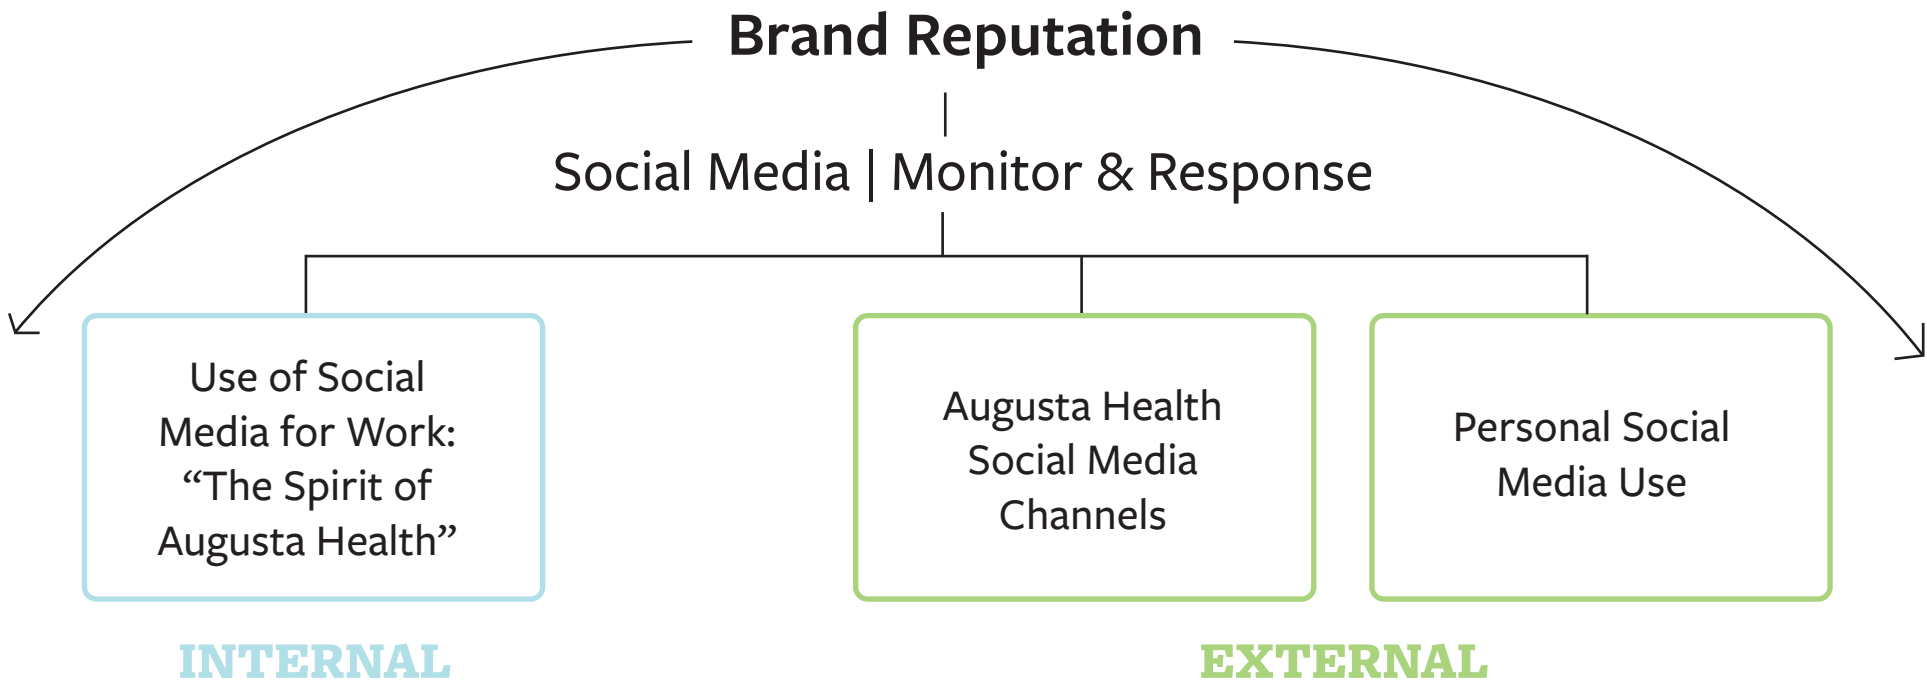 Brand Reputation
Social Media | Monitor & Response
Use of Social
Media for Work:
“The Spirit of
Augusta Health”
Augusta Health
Social Media
Channels
Personal Social
Media Use
INTERNAL
EXTERNAL